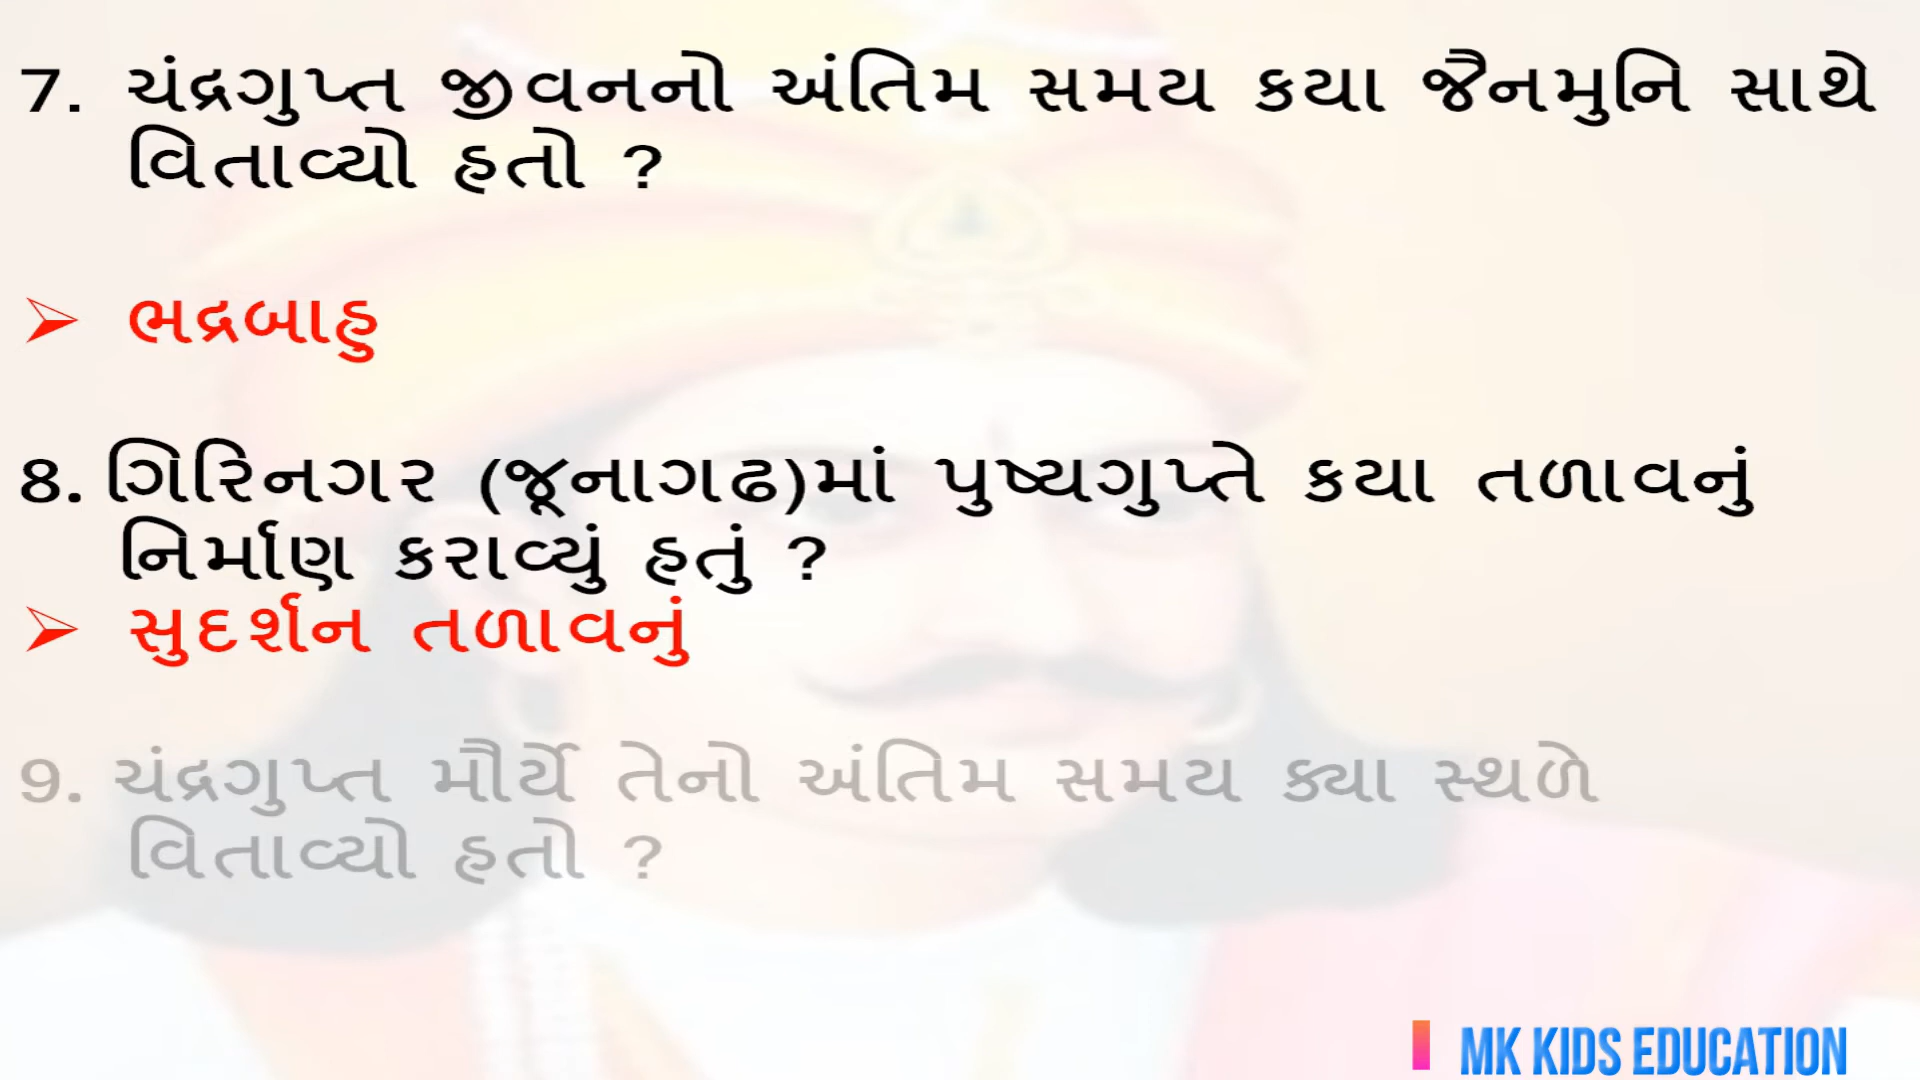 7. ચંદ્રગુપ્ત જીવનનો અંતિમ સમય કયા જૈનમુનિ સાથે
વિતાવ્યો હતો ?
➢ ભદ્રબાહુ
8. ગિરિનગર (જૂનાગઢ)માં પુષ્યગુપ્તે કયા તળાવનું
નિર્માણ કરાવ્યું હતું ?
➢ સુદર્શન તળાવનું
9. ચંદ્રગુપ્ત મૌર્યે તેનો અંતિમ સમય ક્યા સ્થળે
વિતાવ્યો હતો ?
MK KIDS EDUCATION